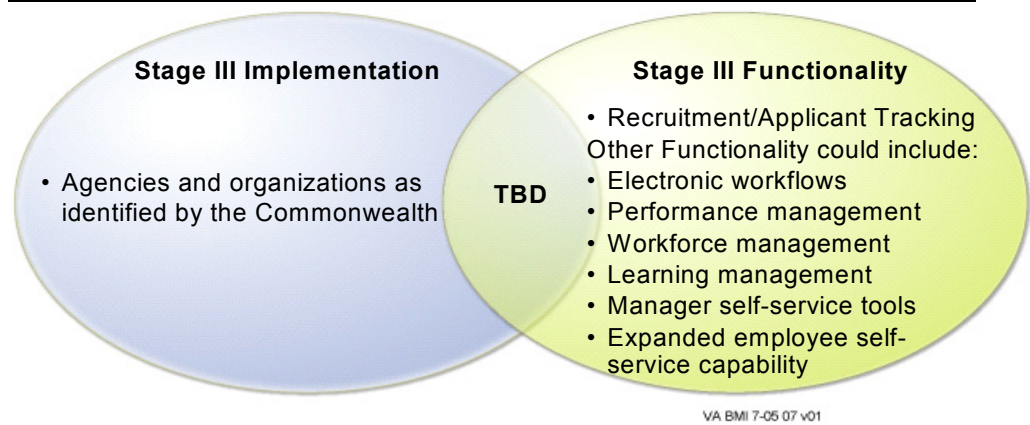 Stage III Implementation
• Agencies and organizations as
identified by the Commonwealth
TBD
Stage III Functionality
• Recruitment/Applicant Tracking
Other Functionality could include:
• Electronic workflows
• Performance management
• Workforce management
• Learning management
• Manager self-service tools
• Expanded employee self-
service capability
VA BMI 7-05 07 v01